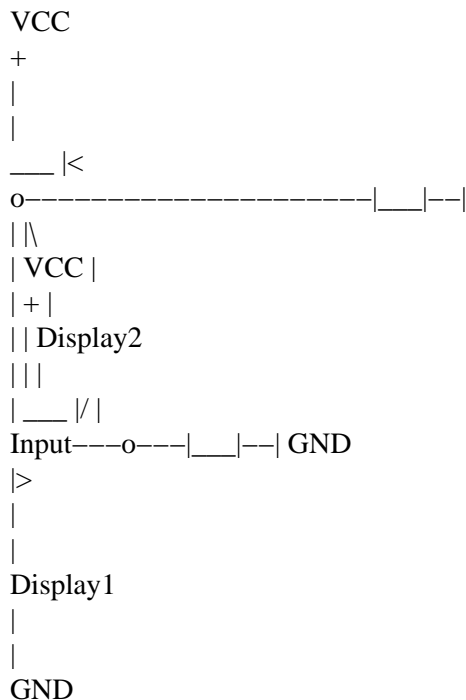 VCC
+
|
|
___ |<
o−−−−−−−−−−−−−−−−−−−−−|___|−−|
| |\
| VCC |
| + |
| | Display2
| | |
| ___ |/ |
Input−−−o−−−|___|−−| GND
|>
|
|
Display1
|
|
GND